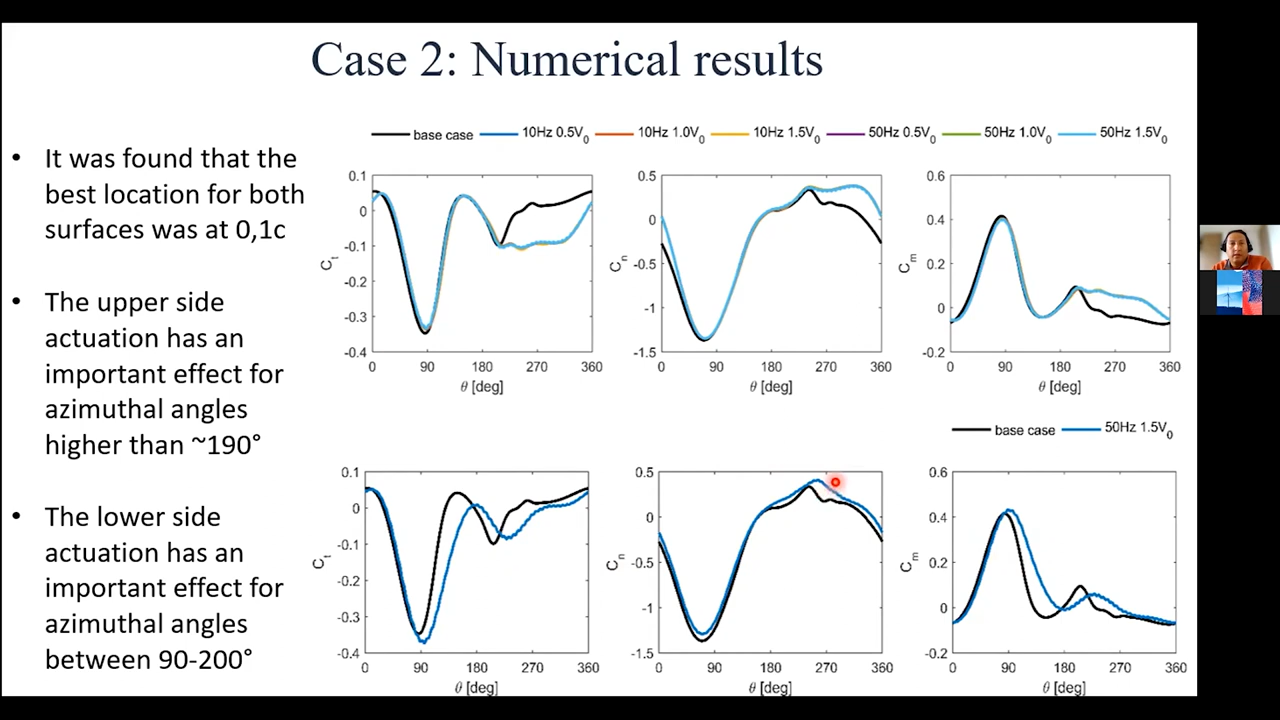 Case 2: Numerical results
• It was found that the
best location for both
surfaces was at 0,1c
• The upper side
actuation has an
important effect for
azimuthal angles
higher than ~190°
• The lower side
actuation has an
important effect for
azimuthal angles
between 90-200°
base case 10Hz 0.5V0 10Hz 1.0V0 10Hz 1.5V0 50Hz 0.5V0 50Hz 1.0V0 50Hz 1.5V0
0.1
0
-0.1
-0.2
-0.3
-0.4
Ct
0 90 180 270 360
θ [deg]
0.5
0
-0.5
-1
-1.5
Cn
0 90 180 270 360
θ [deg]
0.6
0.4
0.2
0
-0.2
Cm
0 90 180 270 360
θ [deg]
base case 50Hz 1.5V0
0.1
0
-0.1
-0.2
-0.3
-0.4
Ct
0 90 180 270 360
θ [deg]
0.5
0
-0.5
-1
-1.5
Cn
0 90 180 270 360
θ [deg]
0.6
0.4
0.2
0
-0.2
Cm
0 90 180 270 360
θ [deg]